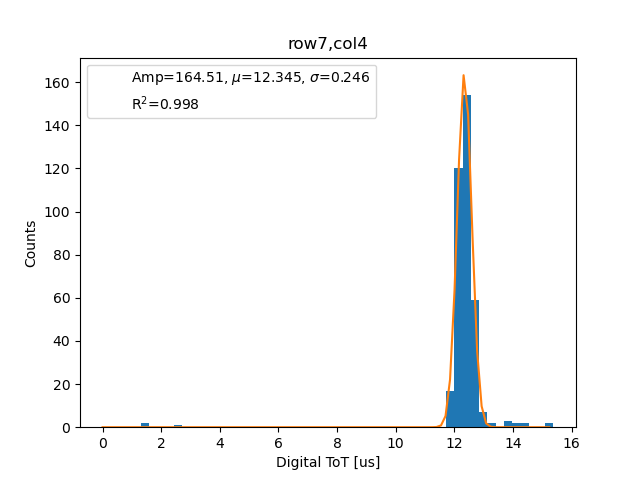 row7,col4
Amp=164.51, μ=12.345, σ=0.246
R²=0.998
160
140
120
100
80
60
40
20
0
Counts
0 2 4 6 8 10 12 14 16
Digital ToT [us]